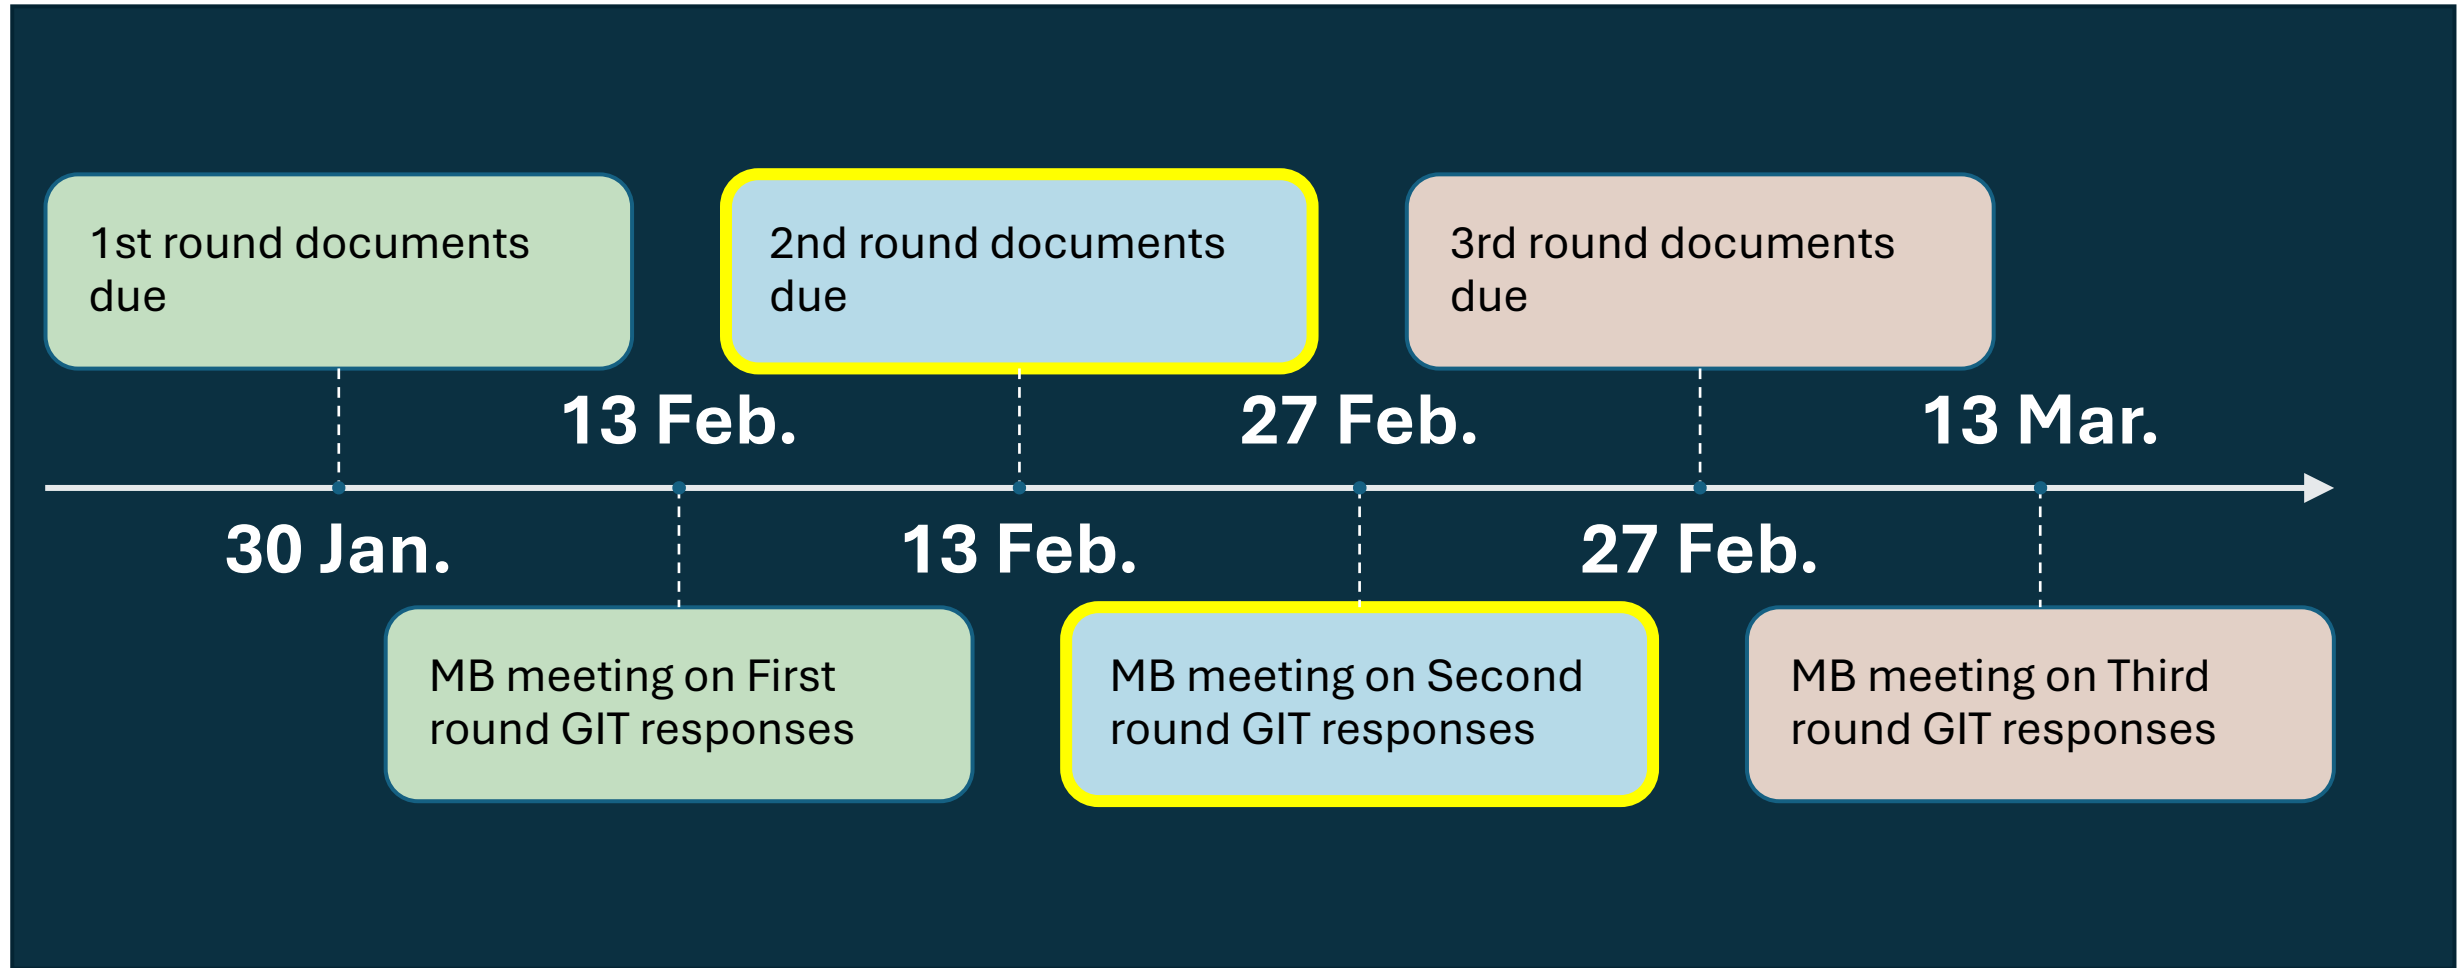 1st round documents
due
2nd round documents
due
3rd round documents
due
13 Feb.
27 Feb.
13 Mar.
30 Jan.
13 Feb.
27 Feb.
MB meeting on First
round GIT responses
MB meeting on Second
round GIT responses
MB meeting on Third
round GIT responses